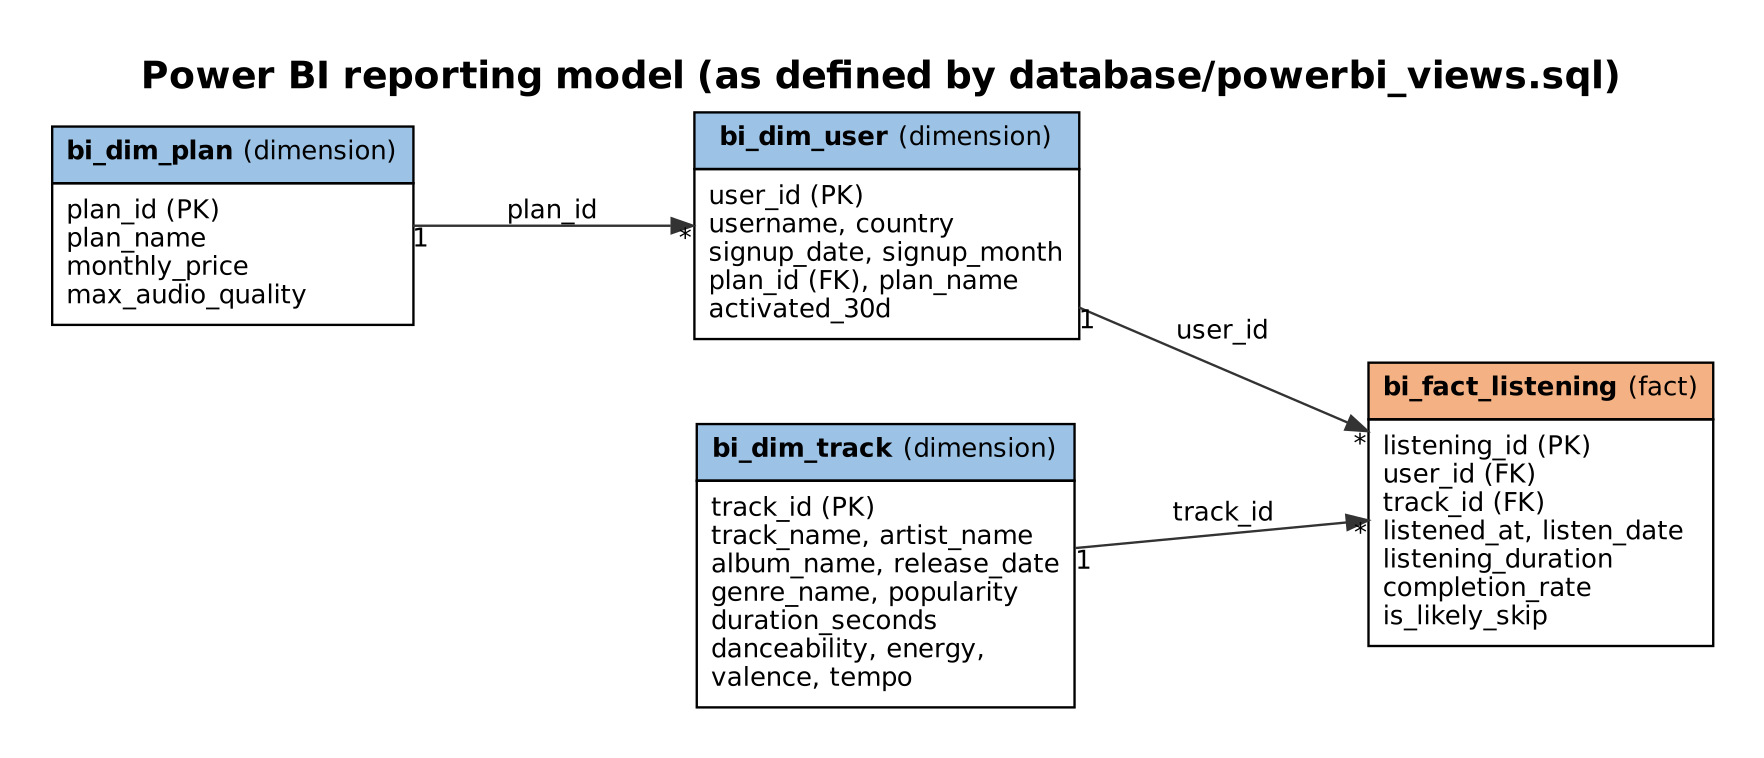 Power BI reporting model (as defined by database/powerbi_views.sql)
bi_dim_plan (dimension)
plan_id (PK)
plan_name
monthly_price
max_audio_quality
1
plan_id
*
bi_dim_user (dimension)
user_id (PK)
username, country
signup_date, signup_month
plan_id (FK), plan_name
activated_30d
1
user_id
*
bi_dim_track (dimension)
track_id (PK)
track_name, artist_name
album_name, release_date
genre_name, popularity
duration_seconds
danceability, energy,
valence, tempo
1
track_id
*
bi_fact_listening (fact)
listening_id (PK)
user_id (FK)
track_id (FK)
listened_at, listen_date
listening_duration
completion_rate
is_likely_skip